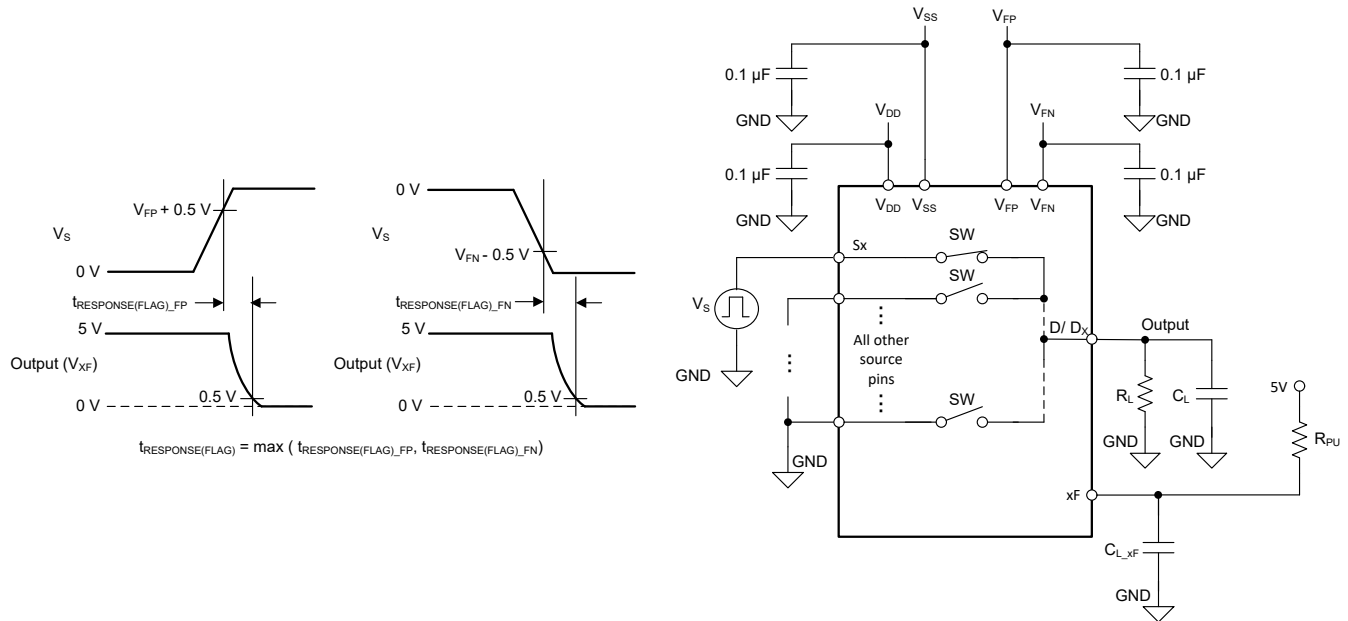 V_FP + 0.5 V
V_S
0 V
t_RESPONSE(FLAG)_FP
5 V
Output (V_XF)
0.5 V
0 V
0 V
V_S
V_FN - 0.5 V
t_RESPONSE(FLAG)_FN
5 V
Output (V_XF)
0.5 V
0 V
t_RESPONSE(FLAG) = max ( t_RESPONSE(FLAG)_FP, t_RESPONSE(FLAG)_FN)
V_SS
V_FP
0.1 µF
0.1 µF
GND
V_DD
V_FN
GND
0.1 µF
0.1 µF
GND
V_DD
V_SS
V_FP
V_FN
GND
Sx
SW
SW
V_S
GND
All other
source
pins
D/ D_X
Output
SW
R_L
C_L
5V
GND
GND
GND
R_PU
xF
C_L_xF
GND